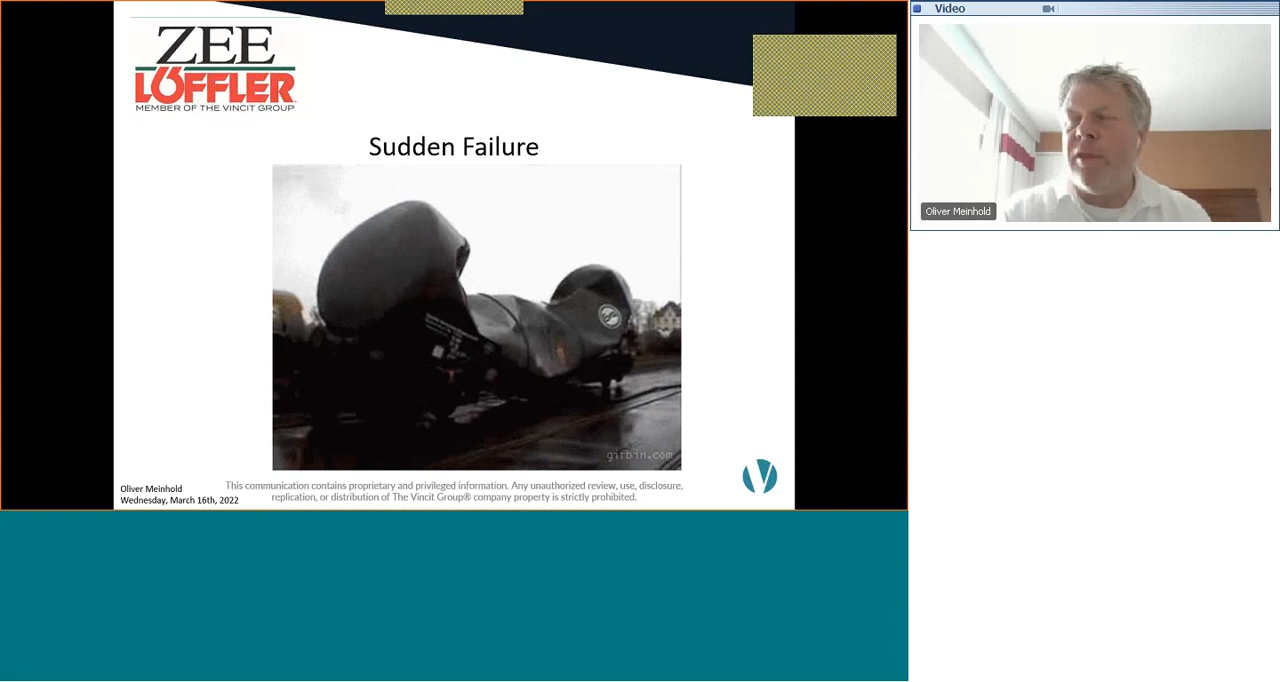 ZEE
LÖFFLER
MEMBER OF THE VINCIT GROUP
Sudden Failure
girbin.com
Oliver Meinhold
Wednesday, March 16th, 2022
This communication contains proprietary and privileged information. Any unauthorized review, use, disclosure,
replication, or distribution of The Vincit Group® company property is strictly prohibited.
Video
Oliver Meinhold